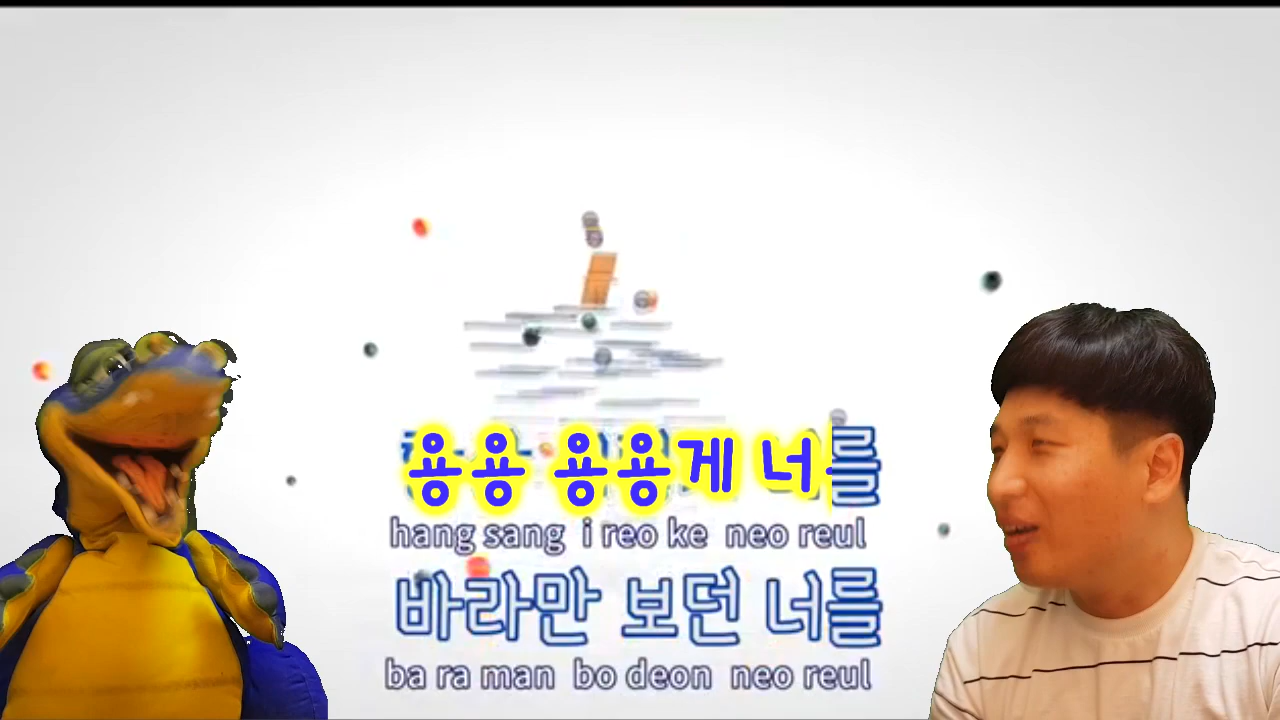 용용 용용게 너를
hang sang i reo ke neo reul
바라만 보던 너를
ba ra man bo deon neo reul